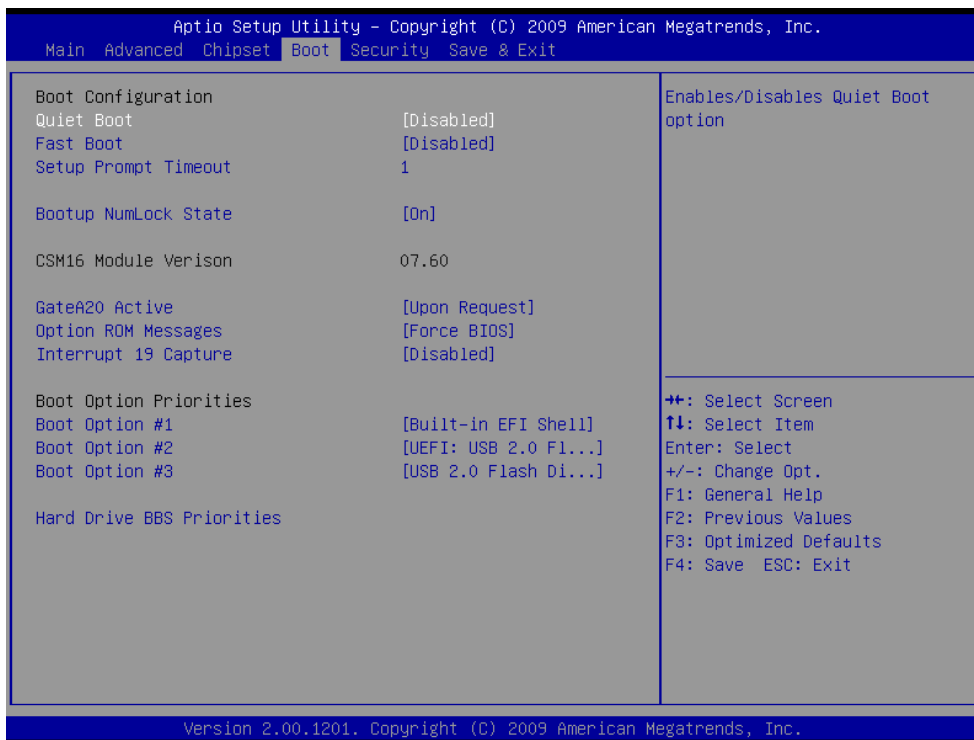 Aptio Setup Utility – Copyright (C) 2009 American Megatrends, Inc.
Main Advanced Chipset Boot Security Save & Exit
Boot Configuration
Quiet Boot [Disabled]
Fast Boot [Disabled]
Setup Prompt Timeout 1
Bootup NumLock State [On]
CSM16 Module Verison 07.60
GateA20 Active [Upon Request]
Option ROM Messages [Force BIOS]
Interrupt 19 Capture [Disabled]
Boot Option Priorities
Boot Option #1 [Built-in EFI Shell]
Boot Option #2 [UEFI: USB 2.0 Fl...]
Boot Option #3 [USB 2.0 Flash Di...]
Hard Drive BBS Priorities
Enables/Disables Quiet Boot
option
→←: Select Screen
↑↓: Select Item
Enter: Select
+/-: Change Opt.
F1: General Help
F2: Previous Values
F3: Optimized Defaults
F4: Save ESC: Exit
Version 2.00.1201. Copyright (C) 2009 American Megatrends, Inc.